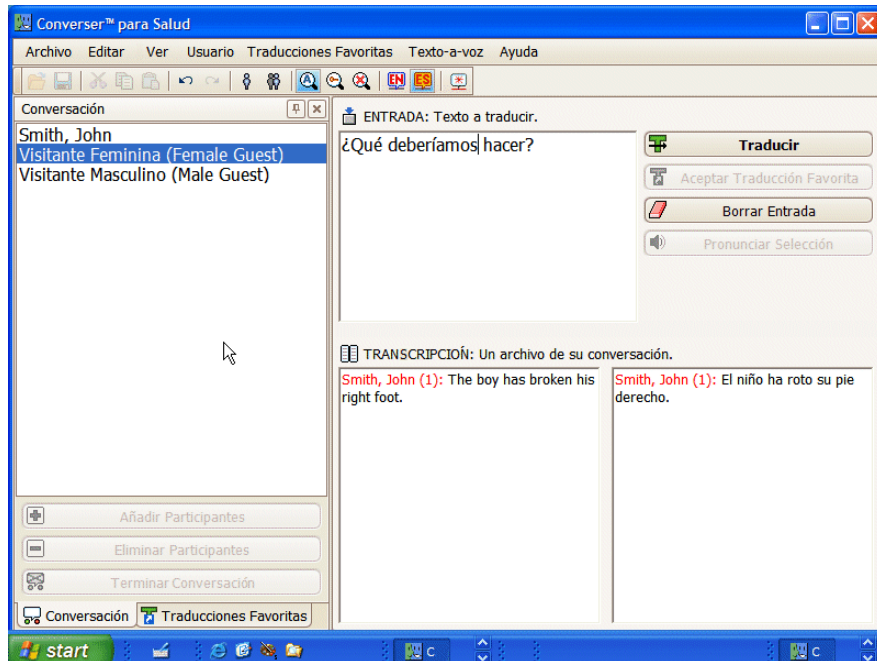 Converser™ para Salud
Archivo Editar Ver Usuario Traducciones Favoritas Texto-a-voz Ayuda
EN ES
Conversación
Smith, John
Visitante Feminina (Female Guest)
Visitante Masculino (Male Guest)
Añadir Participantes
Eliminar Participantes
Terminar Conversación
Conversación Traducciones Favoritas
ENTRADA: Texto a traducir.
¿Qué deberíamos hacer?
Traducir
Aceptar Traducción Favorita
Borrar Entrada
Pronunciar Selección
TRANSCRIPCIOŃ: Un archivo de su conversación.
Smith, John (1): The boy has broken his
right foot.
Smith, John (1): El niño ha roto su pie
derecho.
start C C